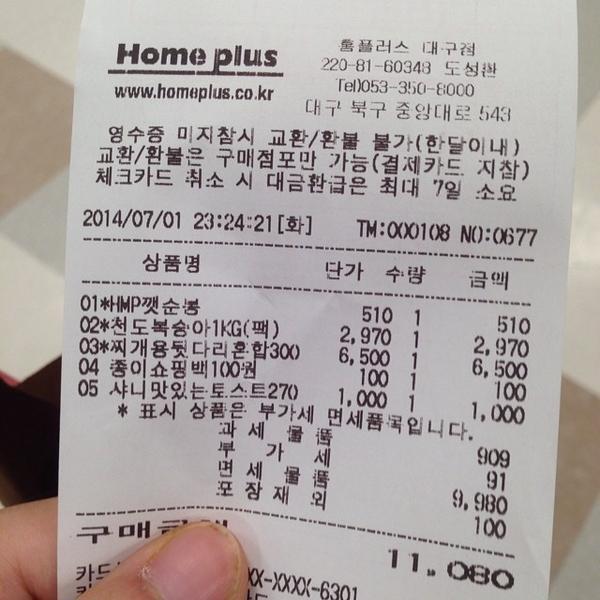 Home plus
www.homeplus.co.kr
홈플러스 대구점
220-81-60348 도성환
Tel)053-350-8000
대구 북구 중앙대로 543
영수증 미지참시 교환/환불 불가(한달이내)
교환/환불은 구매점포만 가능(결제카드 지참)
체크카드 취소 시 대금환급은 최대 7일 소요
2014/07/01 23:24:21[화] TM:000108 NO:0677
상품명 단가 수량 금액
01*HMP깻순봉 510 1 510
02*천도복숭아1KG(팩) 2,970 1 2,970
03*찌개용뒷다리혼합300 6,500 1 6,500
04 종이쇼핑백100원 100 1 100
05 샤니맛있는토스트270 1,000 1 1,000
* 표시 상품은 부가세 면세품목입니다.
과 세 물 품 909
부 가 세 91
면 세 물 품 9,980
포 장 재 외 100
구매 11,080
카드 XX-XXXX-6301